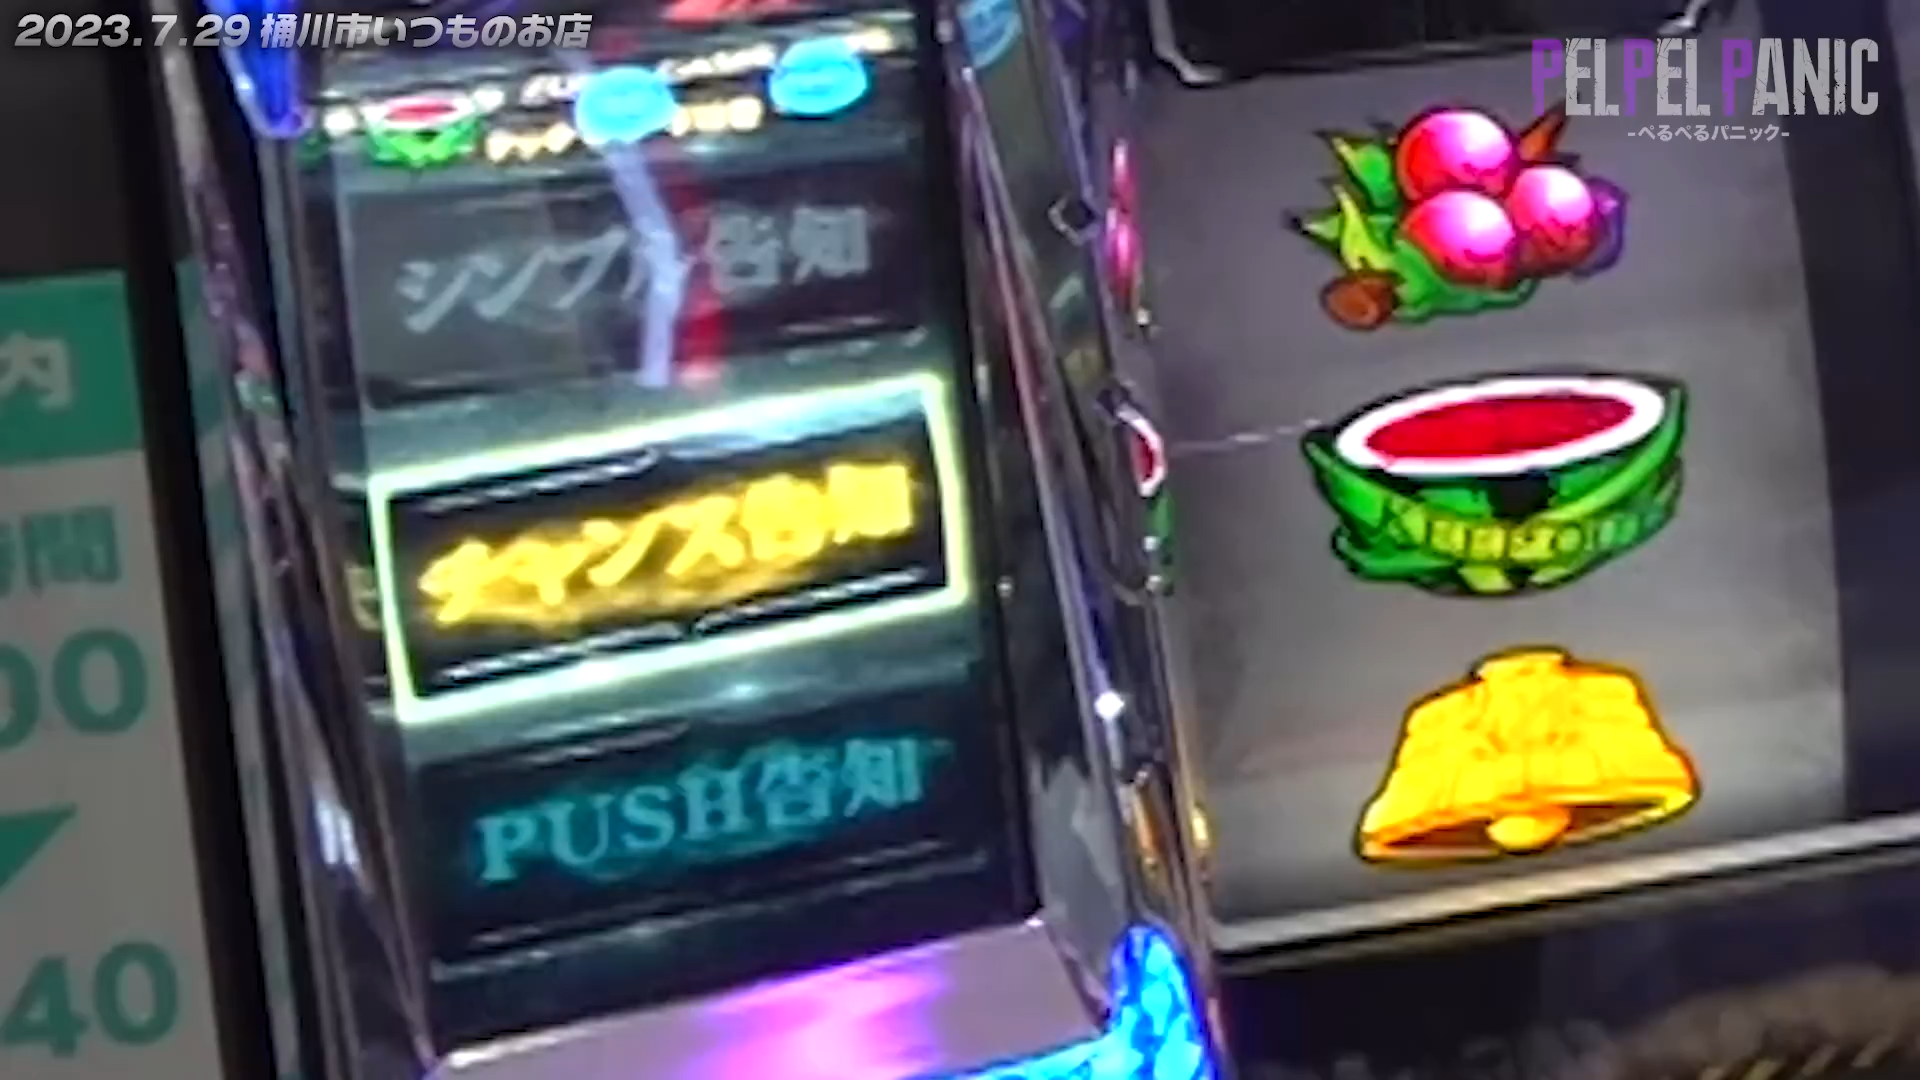 2023.7.29 桶川市いつものお店
PELPEL PANIC
-ぺるぺるパニック-
シンプル告知
チャンス告知
PUSH告知
内
時間
00
40